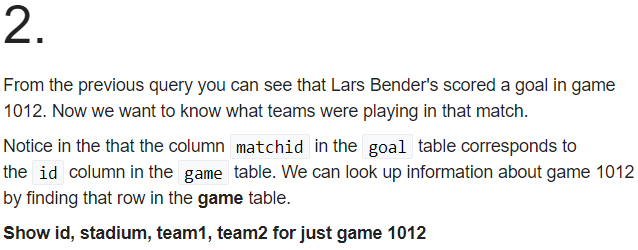 2.
From the previous query you can see that Lars Bender's scored a goal in game
1012. Now we want to know what teams were playing in that match.
Notice in the that the column matchid in the goal table corresponds to
the id column in the game table. We can look up information about game 1012
by finding that row in the game table.
Show id, stadium, team1, team2 for just game 1012